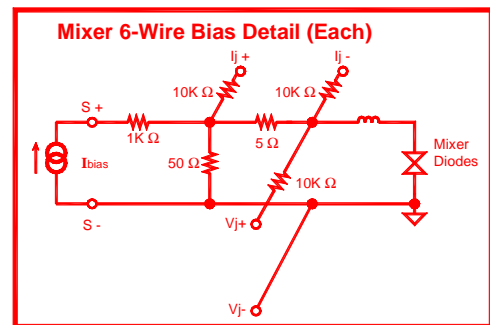 Mixer 6-Wire Bias Detail (Each)
Ij +
Ij -
10K Ω
10K Ω
S +
1K Ω
5 Ω
Ibias
50 Ω
Mixer
Diodes
10K Ω
S -
Vj+
Vj-